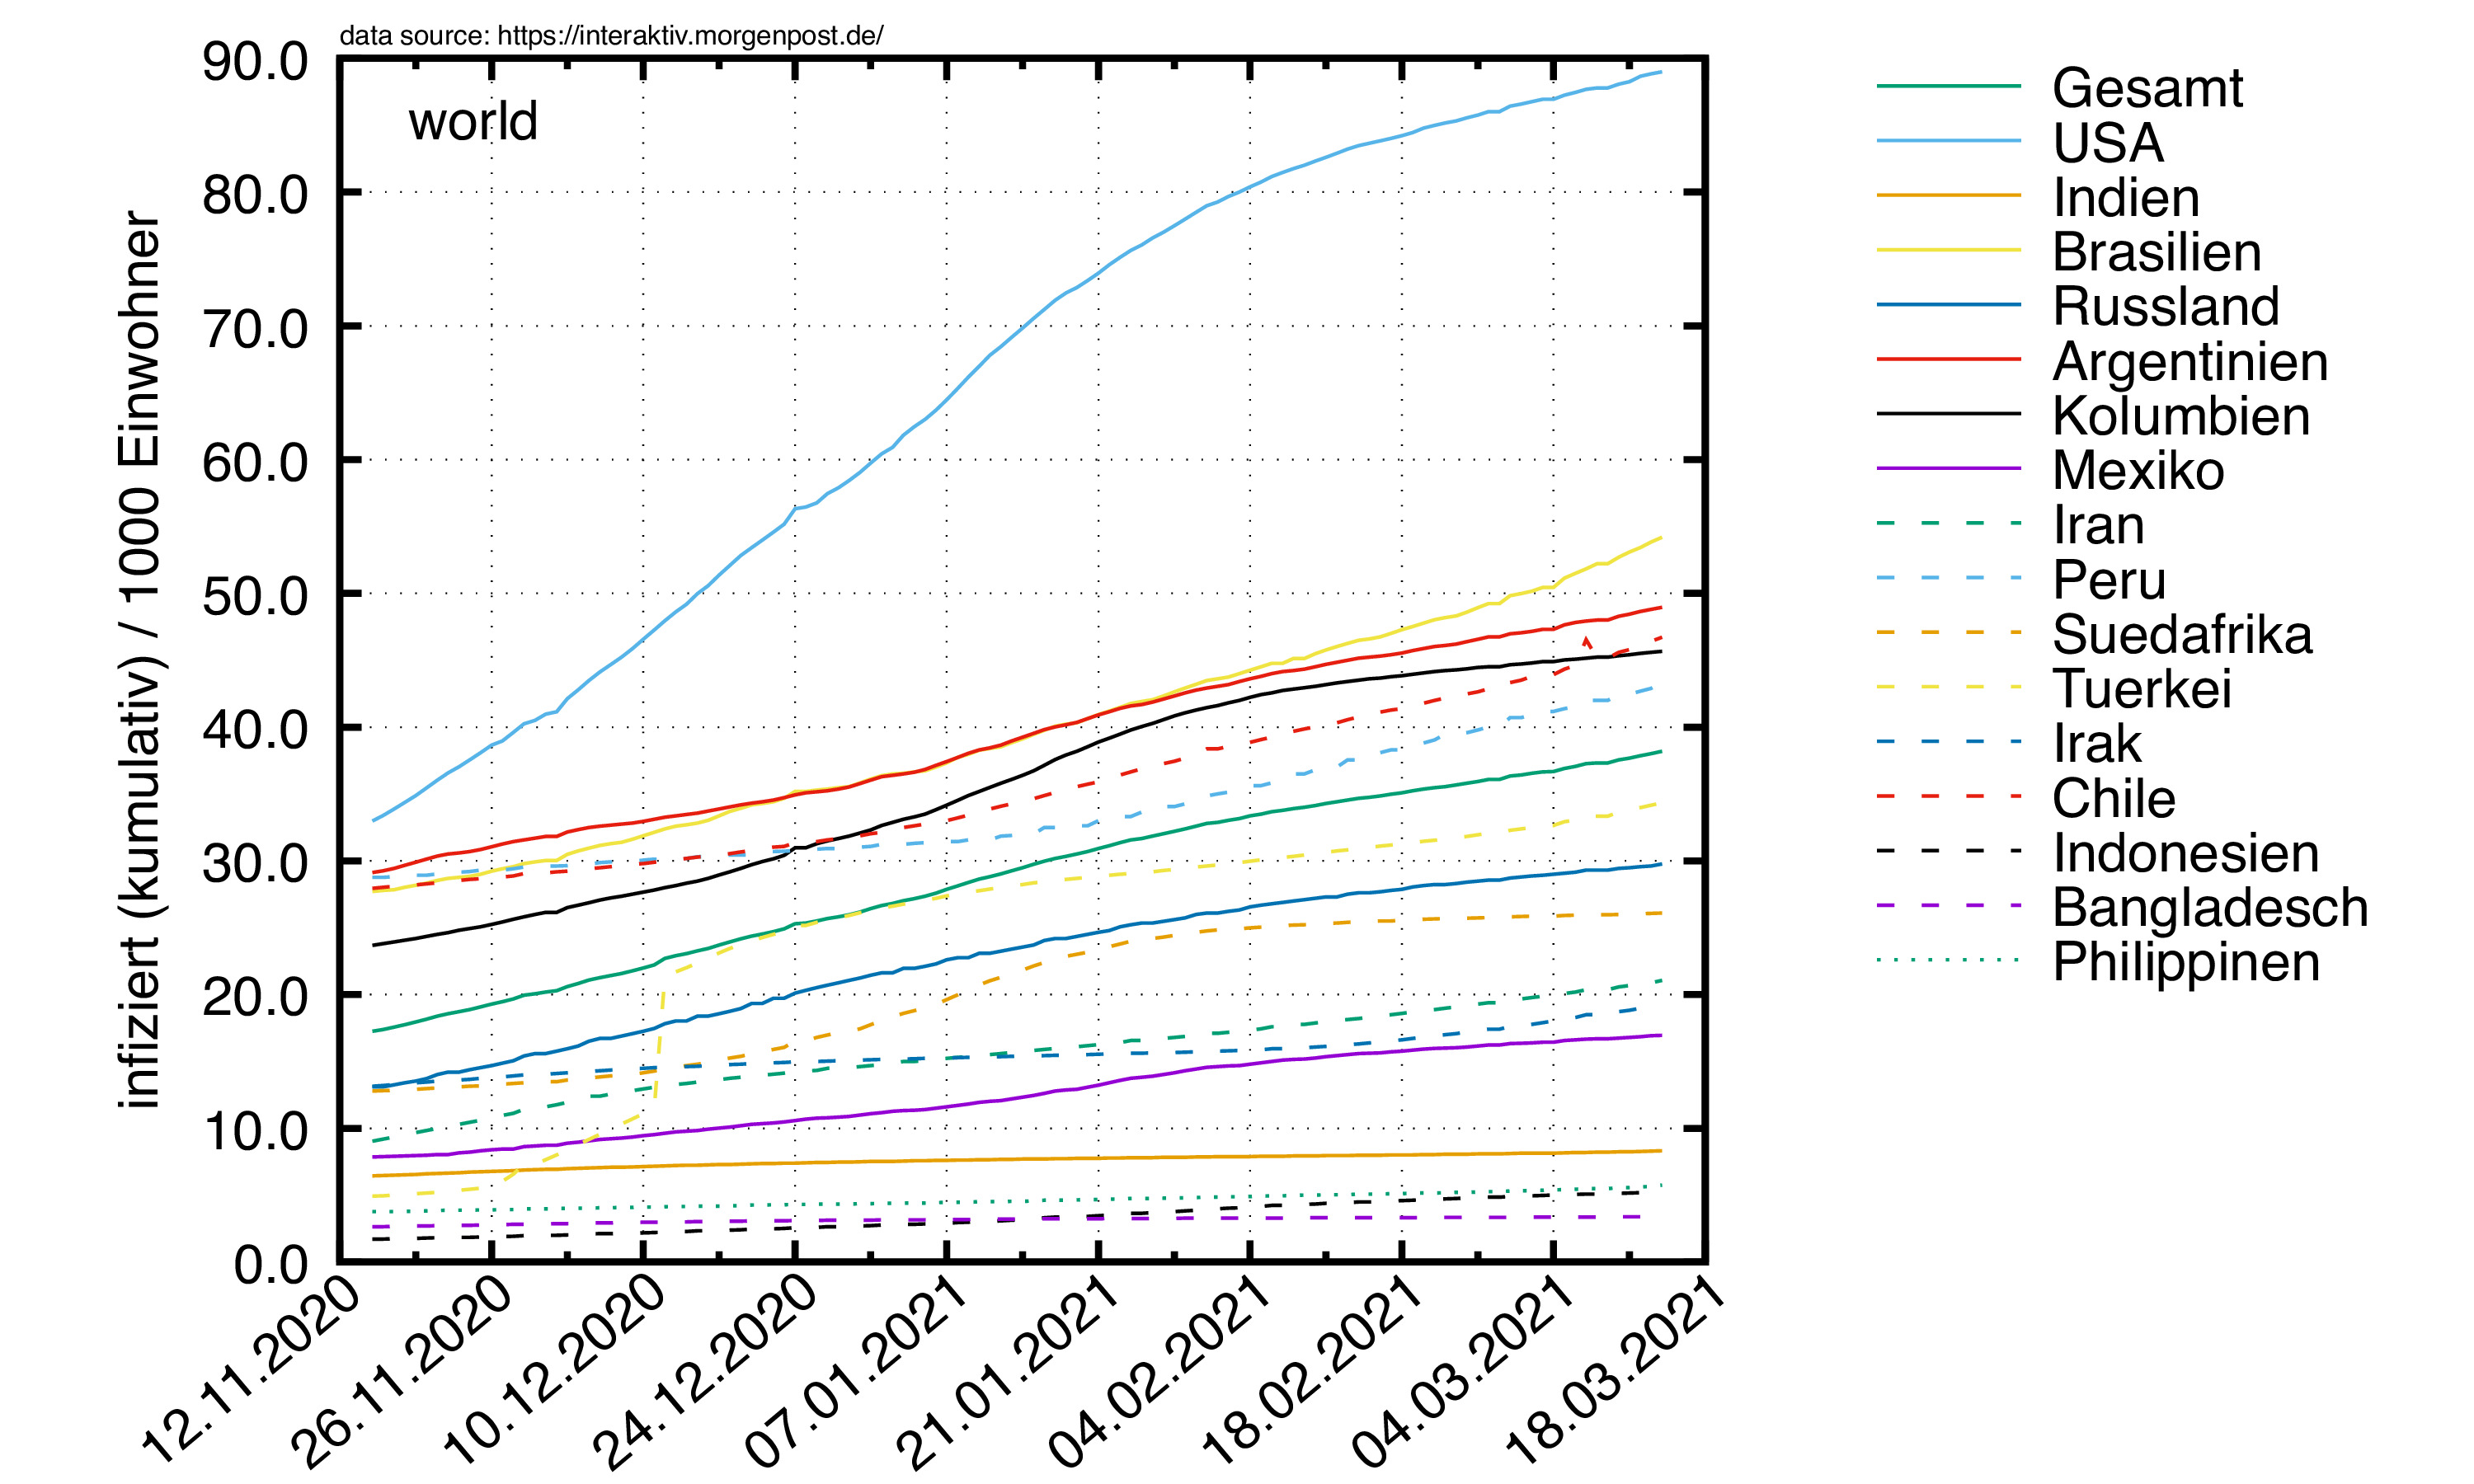 data source: https://interaktiv.morgenpost.de/
world
infiziert (kumulativ) / 1000 Einwohner
90.0
80.0
70.0
60.0
50.0
40.0
30.0
20.0
10.0
0.0
12.11.2020
26.11.2020
10.12.2020
24.12.2020
07.01.2021
21.01.2021
04.02.2021
18.02.2021
04.03.2021
18.03.2021
Gesamt
USA
Indien
Brasilien
Russland
Argentinien
Kolumbien
Mexiko
Iran
Peru
Suedafrika
Tuerkei
Irak
Chile
Indonesien
Bangladesch
Philippinen